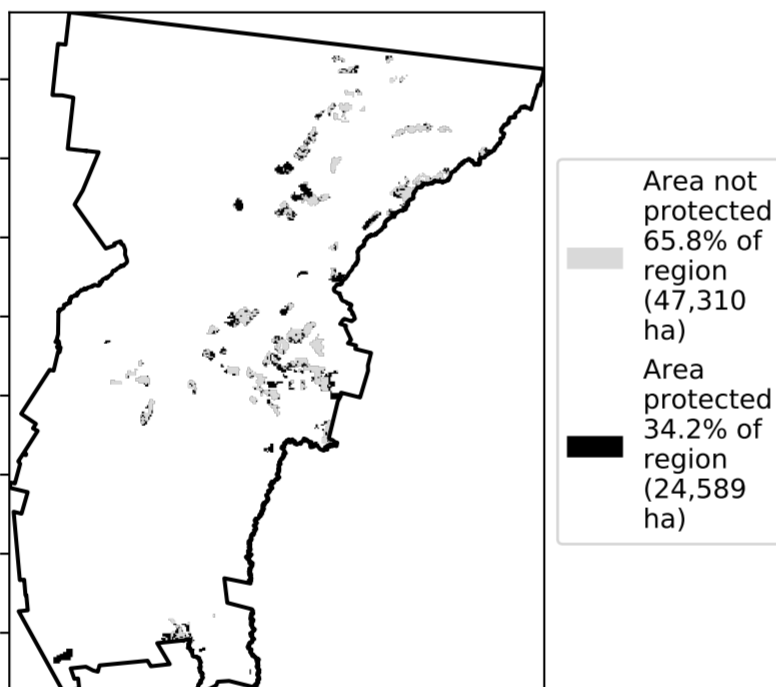 Area not
protected
65.8% of
region
(47,310
ha)
Area
protected
34.2% of
region
(24,589
ha)